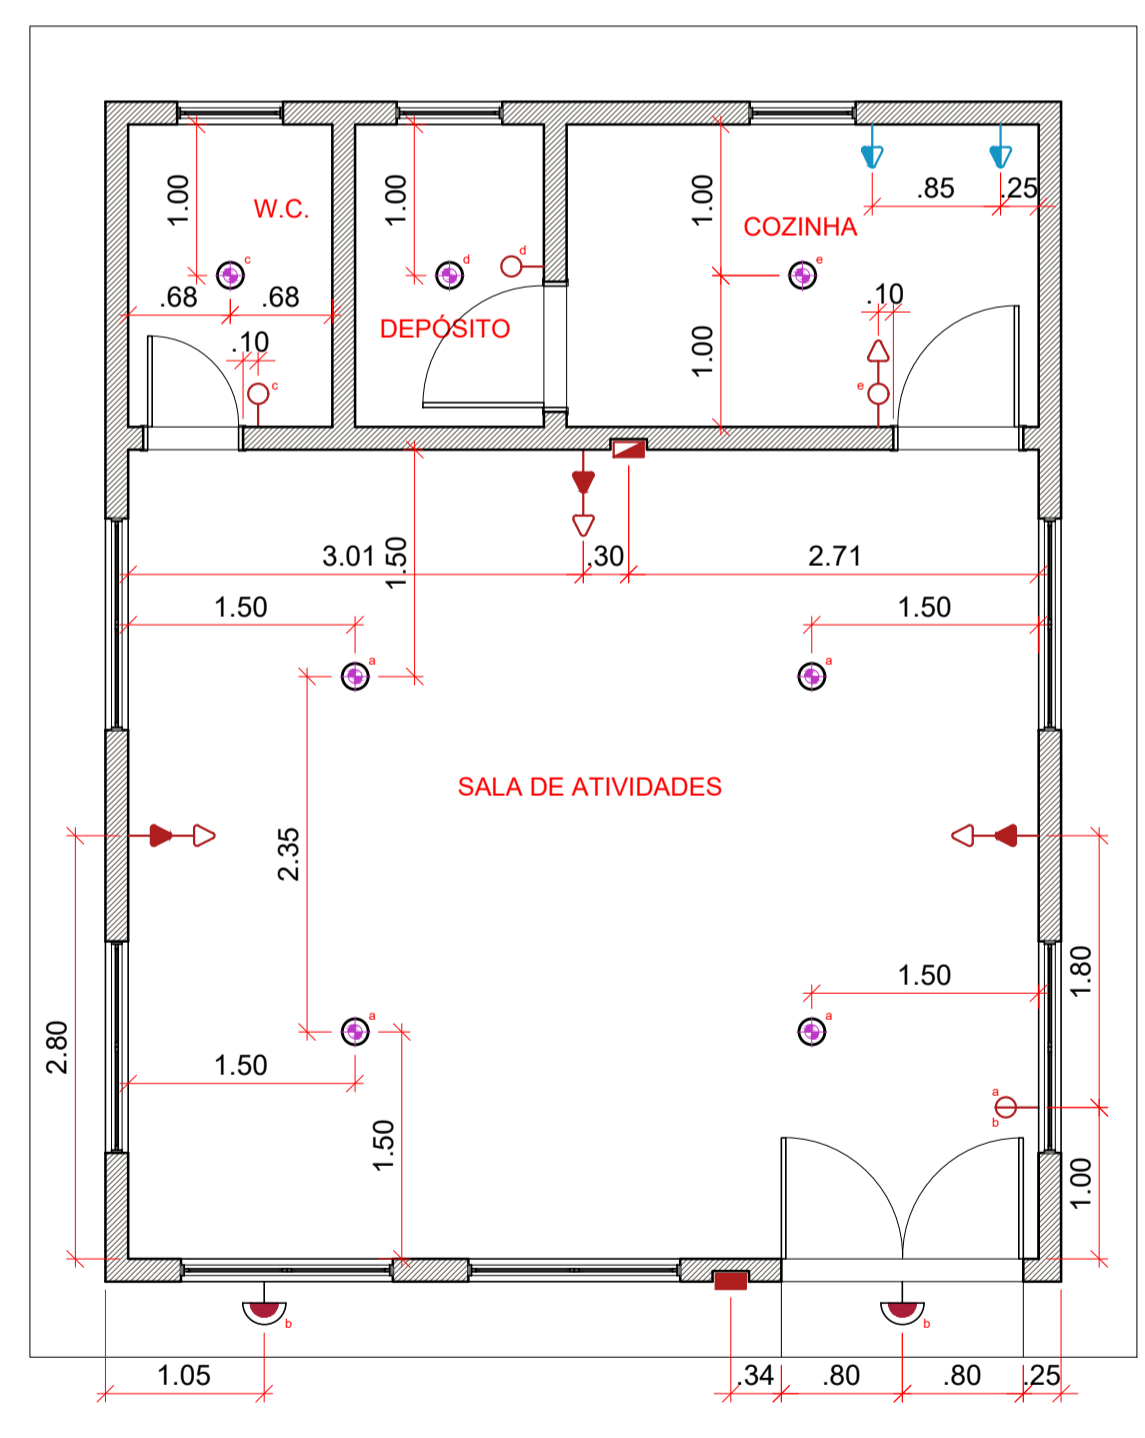 1.00
W.C.
c
.68
.68
.10
c
1.00
d
d
DEPÓSITO
1.00
COZINHA
.85
.25
e
.10
1.00
e
3.01
1.50
.30
2.71
1.50
1.50
a
a
SALA DE ATIVIDADES
2.35
1.50
1.80
2.80
a
a
1.50
a
b
1.50
1.00
b
b
1.05
.34
.80
.80
.25